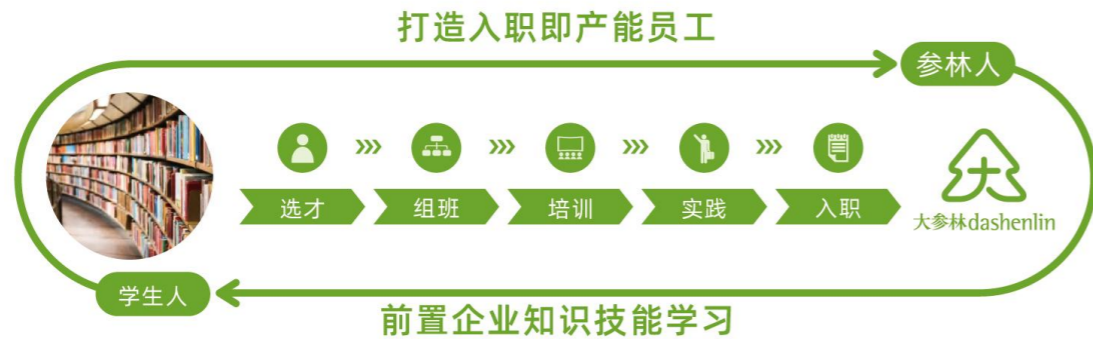 打造入职即产能员工
参林人
选才
组班
培训
实践
入职
大参林dashenlin
学生人
前置企业知识技能学习